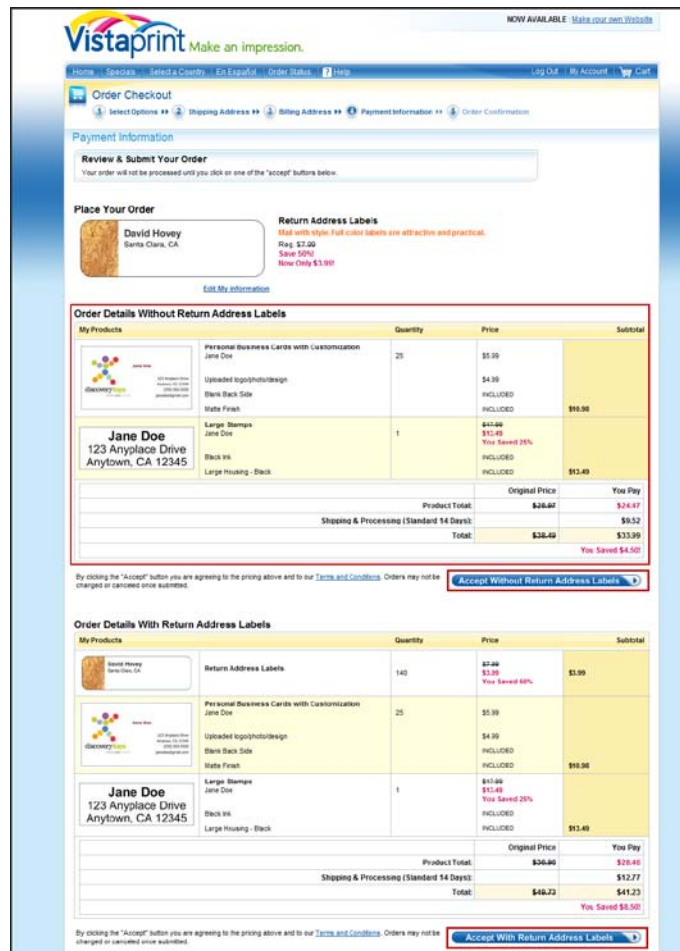 NOW AVAILABLE : Make your own Website
Vistaprint Make an impression.
Home Specials Select a Country En Español Order Status ? Help Log Out My Account Cart
Order Checkout
1 Select Options 2 Shipping Address 3 Billing Address 4 Payment Information 5 Order Confirmation
Payment Information
Review & Submit Your Order
Your order will not be processed until you click on one of the "accept" buttons below.
Place Your Order
David Hovey
Santa Clara, CA
Return Address Labels
Mail with style. Full color labels are attractive and practical.
Reg. $7.99
Save 50%!
Now Only $3.99!
Edit My information
Order Details Without Return Address Labels
My Products Quantity Price Subtotal
Personal Business Cards with Customization
Jane Doe 25 $5.99
Uploaded logo/photo/design $4.99
Blank Back Side INCLUDED
Matte Finish INCLUDED $10.98
Jane Doe
123 Anyplace Drive
Anytown, CA 12345
Large Stamps $17.99
Jane Doe 1 $13.49
You Saved 25%
Black Ink INCLUDED
Large Housing - Black INCLUDED $13.49
Original Price You Pay
Product Total: $28.97 $24.47
Shipping & Processing (Standard 14 Days): $9.52
Total: $38.49 $33.99
You Saved $4.50!
By clicking the "Accept" button you are agreeing to the pricing above and to our Terms and Conditions. Orders may not be
changed or canceled once submitted.
Accept Without Return Address Labels
Order Details With Return Address Labels
My Products Quantity Price Subtotal
David Hovey
Santa Clara, CA
Return Address Labels 140 $7.99
$3.99 $3.99
You Saved 50%
Personal Business Cards with Customization
Jane Doe 25 $5.99
Uploaded logo/photo/design $4.99
Blank Back Side INCLUDED
Matte Finish INCLUDED $10.98
Jane Doe
123 Anyplace Drive
Anytown, CA 12345
Large Stamps $17.99
Jane Doe 1 $13.49
You Saved 25%
Black Ink INCLUDED
Large Housing - Black INCLUDED $13.49
Original Price You Pay
Product Total: $36.96 $28.46
Shipping & Processing (Standard 14 Days): $12.77
Total: $49.73 $41.23
You Saved $8.50!
By clicking the "Accept" button you are agreeing to the pricing above and to our Terms and Conditions. Orders may not be
changed or canceled once submitted.
Accept With Return Address Labels